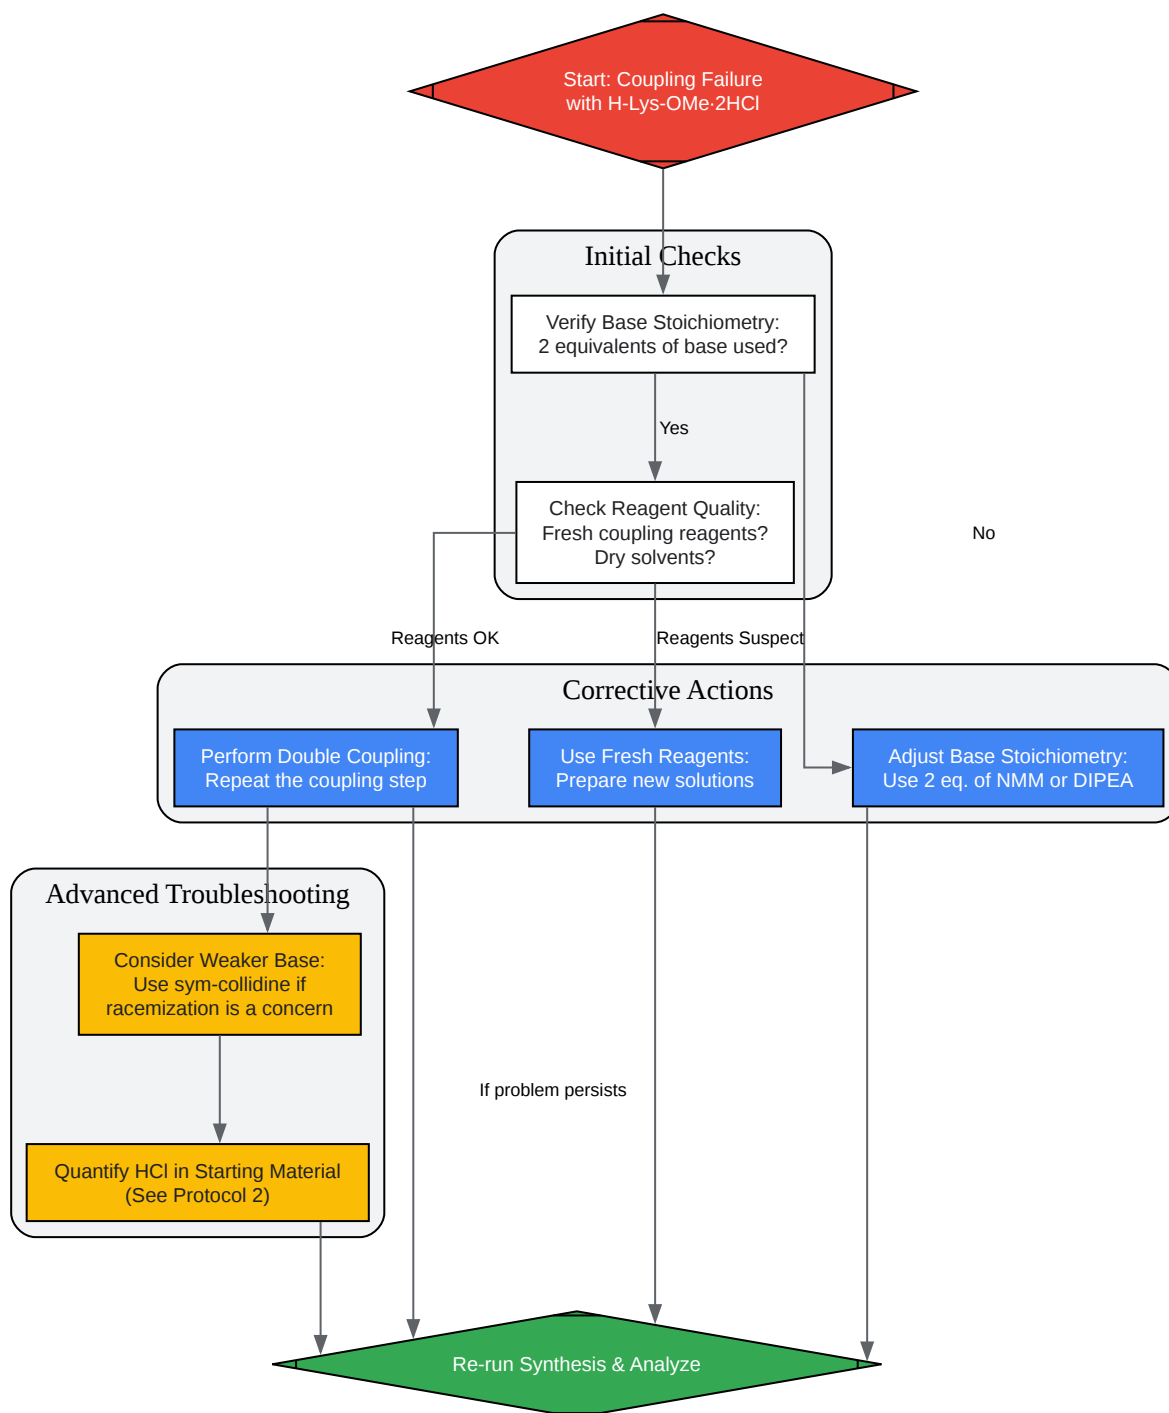 Start: Coupling Failure
with H-Lys-OMe·2HCl
Initial Checks
Verify Base Stoichiometry:
2 equivalents of base used?
Yes
Check Reagent Quality:
Fresh coupling reagents?
Dry solvents?
No
Reagents OK
Reagents Suspect
Corrective Actions
Perform Double Coupling:
Repeat the coupling step
Use Fresh Reagents:
Prepare new solutions
Adjust Base Stoichiometry:
Use 2 eq. of NMM or DIPEA
Advanced Troubleshooting
Consider Weaker Base:
Use sym-collidine if
racemization is a concern
If problem persists
Quantify HCl in Starting Material
(See Protocol 2)
Re-run Synthesis & Analyze